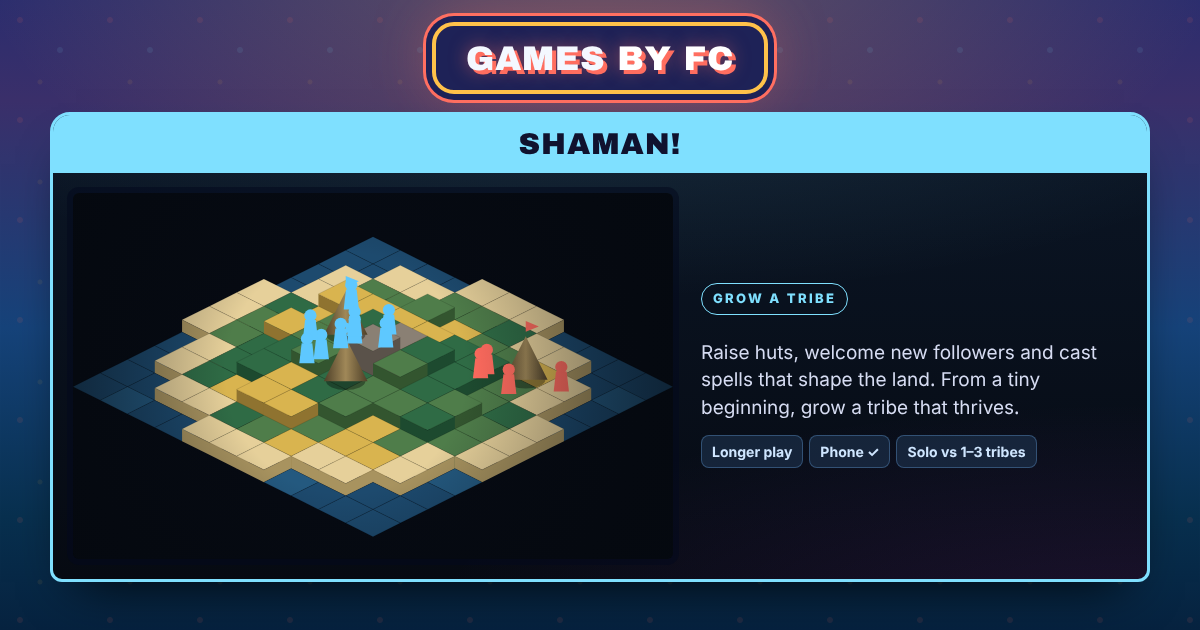 GAMES BY FC
SHAMAN!
GROW A TRIBE
Raise huts, welcome new followers and cast
spells that shape the land. From a tiny
beginning, grow a tribe that thrives.
Longer play
Phone ✓
Solo vs 1–3 tribes